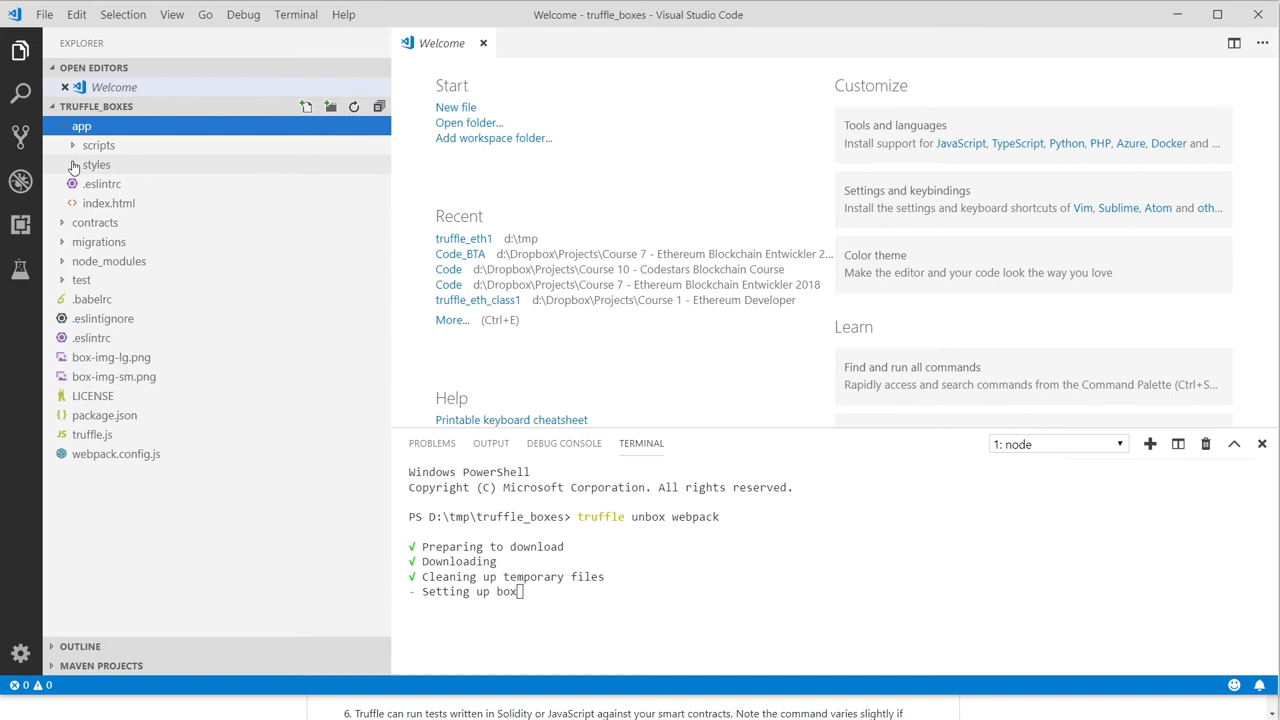 File Edit Selection View Go Debug Terminal Help
Welcome - truffle_boxes - Visual Studio Code
EXPLORER
OPEN EDITORS
Welcome
TRUFFLE_BOXES
app
scripts
styles
.eslintrc
index.html
contracts
migrations
node_modules
test
.babelrc
.eslintignore
.eslintrc
box-img-lg.png
box-img-sm.png
LICENSE
package.json
JS truffle.js
webpack.config.js
OUTLINE
MAVEN PROJECTS
Welcome
Start
New file
Open folder...
Add workspace folder...
Recent
truffle_eth1 d:\tmp
Code_BTA d:\Dropbox\Projects\Course 7 - Ethereum Blockchain Entwickler 2...
Code d:\Dropbox\Projects\Course 10 - Codestars Blockchain Course
Code d:\Dropbox\Projects\Course 7 - Ethereum Blockchain Entwickler 2018
truffle_eth_class1 d:\Dropbox\Projects\Course 1 - Ethereum Developer
More... (Ctrl+E)
Help
Printable keyboard cheatsheet
Customize
Tools and languages
Install support for JavaScript, TypeScript, Python, PHP, Azure, Docker and ...
Settings and keybindings
Install the settings and keyboard shortcuts of Vim, Sublime, Atom and oth...
Color theme
Make the editor and your code look the way you love
Learn
Find and run all commands
Rapidly access and search commands from the Command Palette (Ctrl+S...
PROBLEMS OUTPUT DEBUG CONSOLE TERMINAL
1: node
Windows PowerShell
Copyright (C) Microsoft Corporation. All rights reserved.
PS D:\tmp\truffle_boxes> truffle unbox webpack
√ Preparing to download
√ Downloading
√ Cleaning up temporary files
- Setting up box
0 0
6. Truffle can run tests written in Solidity or JavaScript against your smart contracts. Note the command varies slightly if